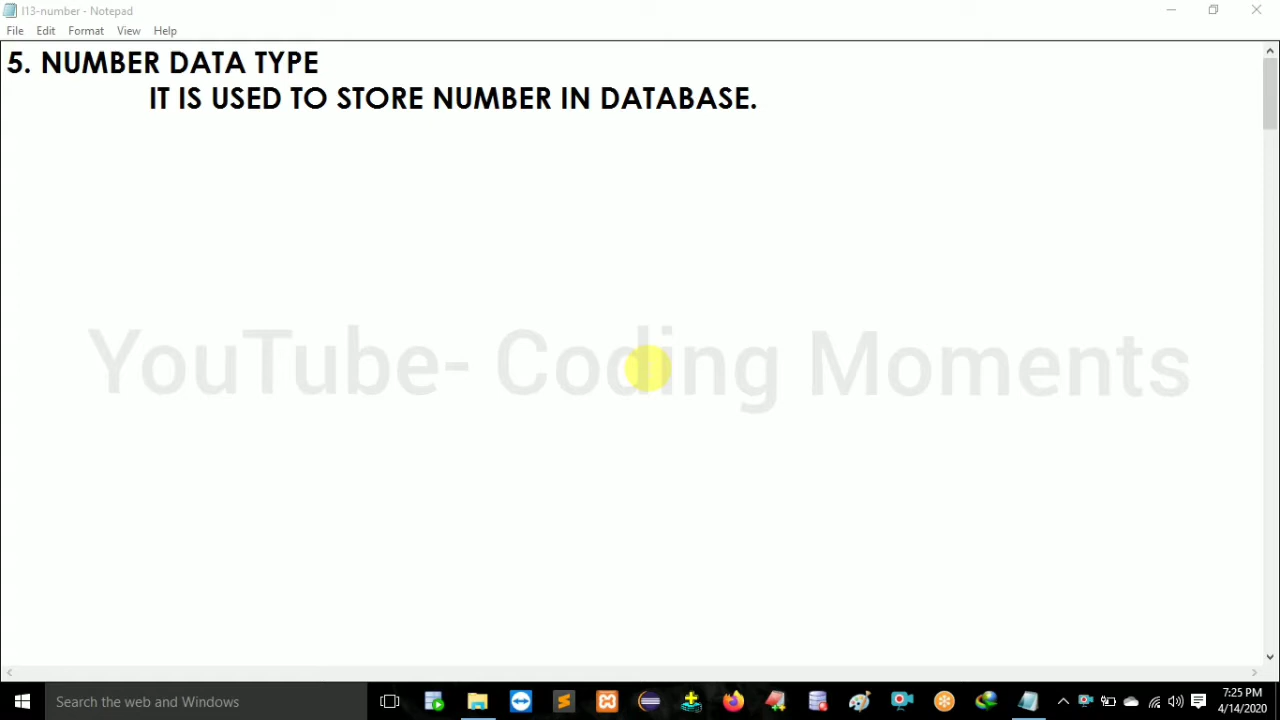 l13-number - Notepad
File Edit Format View Help
5. NUMBER DATA TYPE
IT IS USED TO STORE NUMBER IN DATABASE.
YouTube- Coding Moments
Search the web and Windows
7:25 PM
4/14/2020